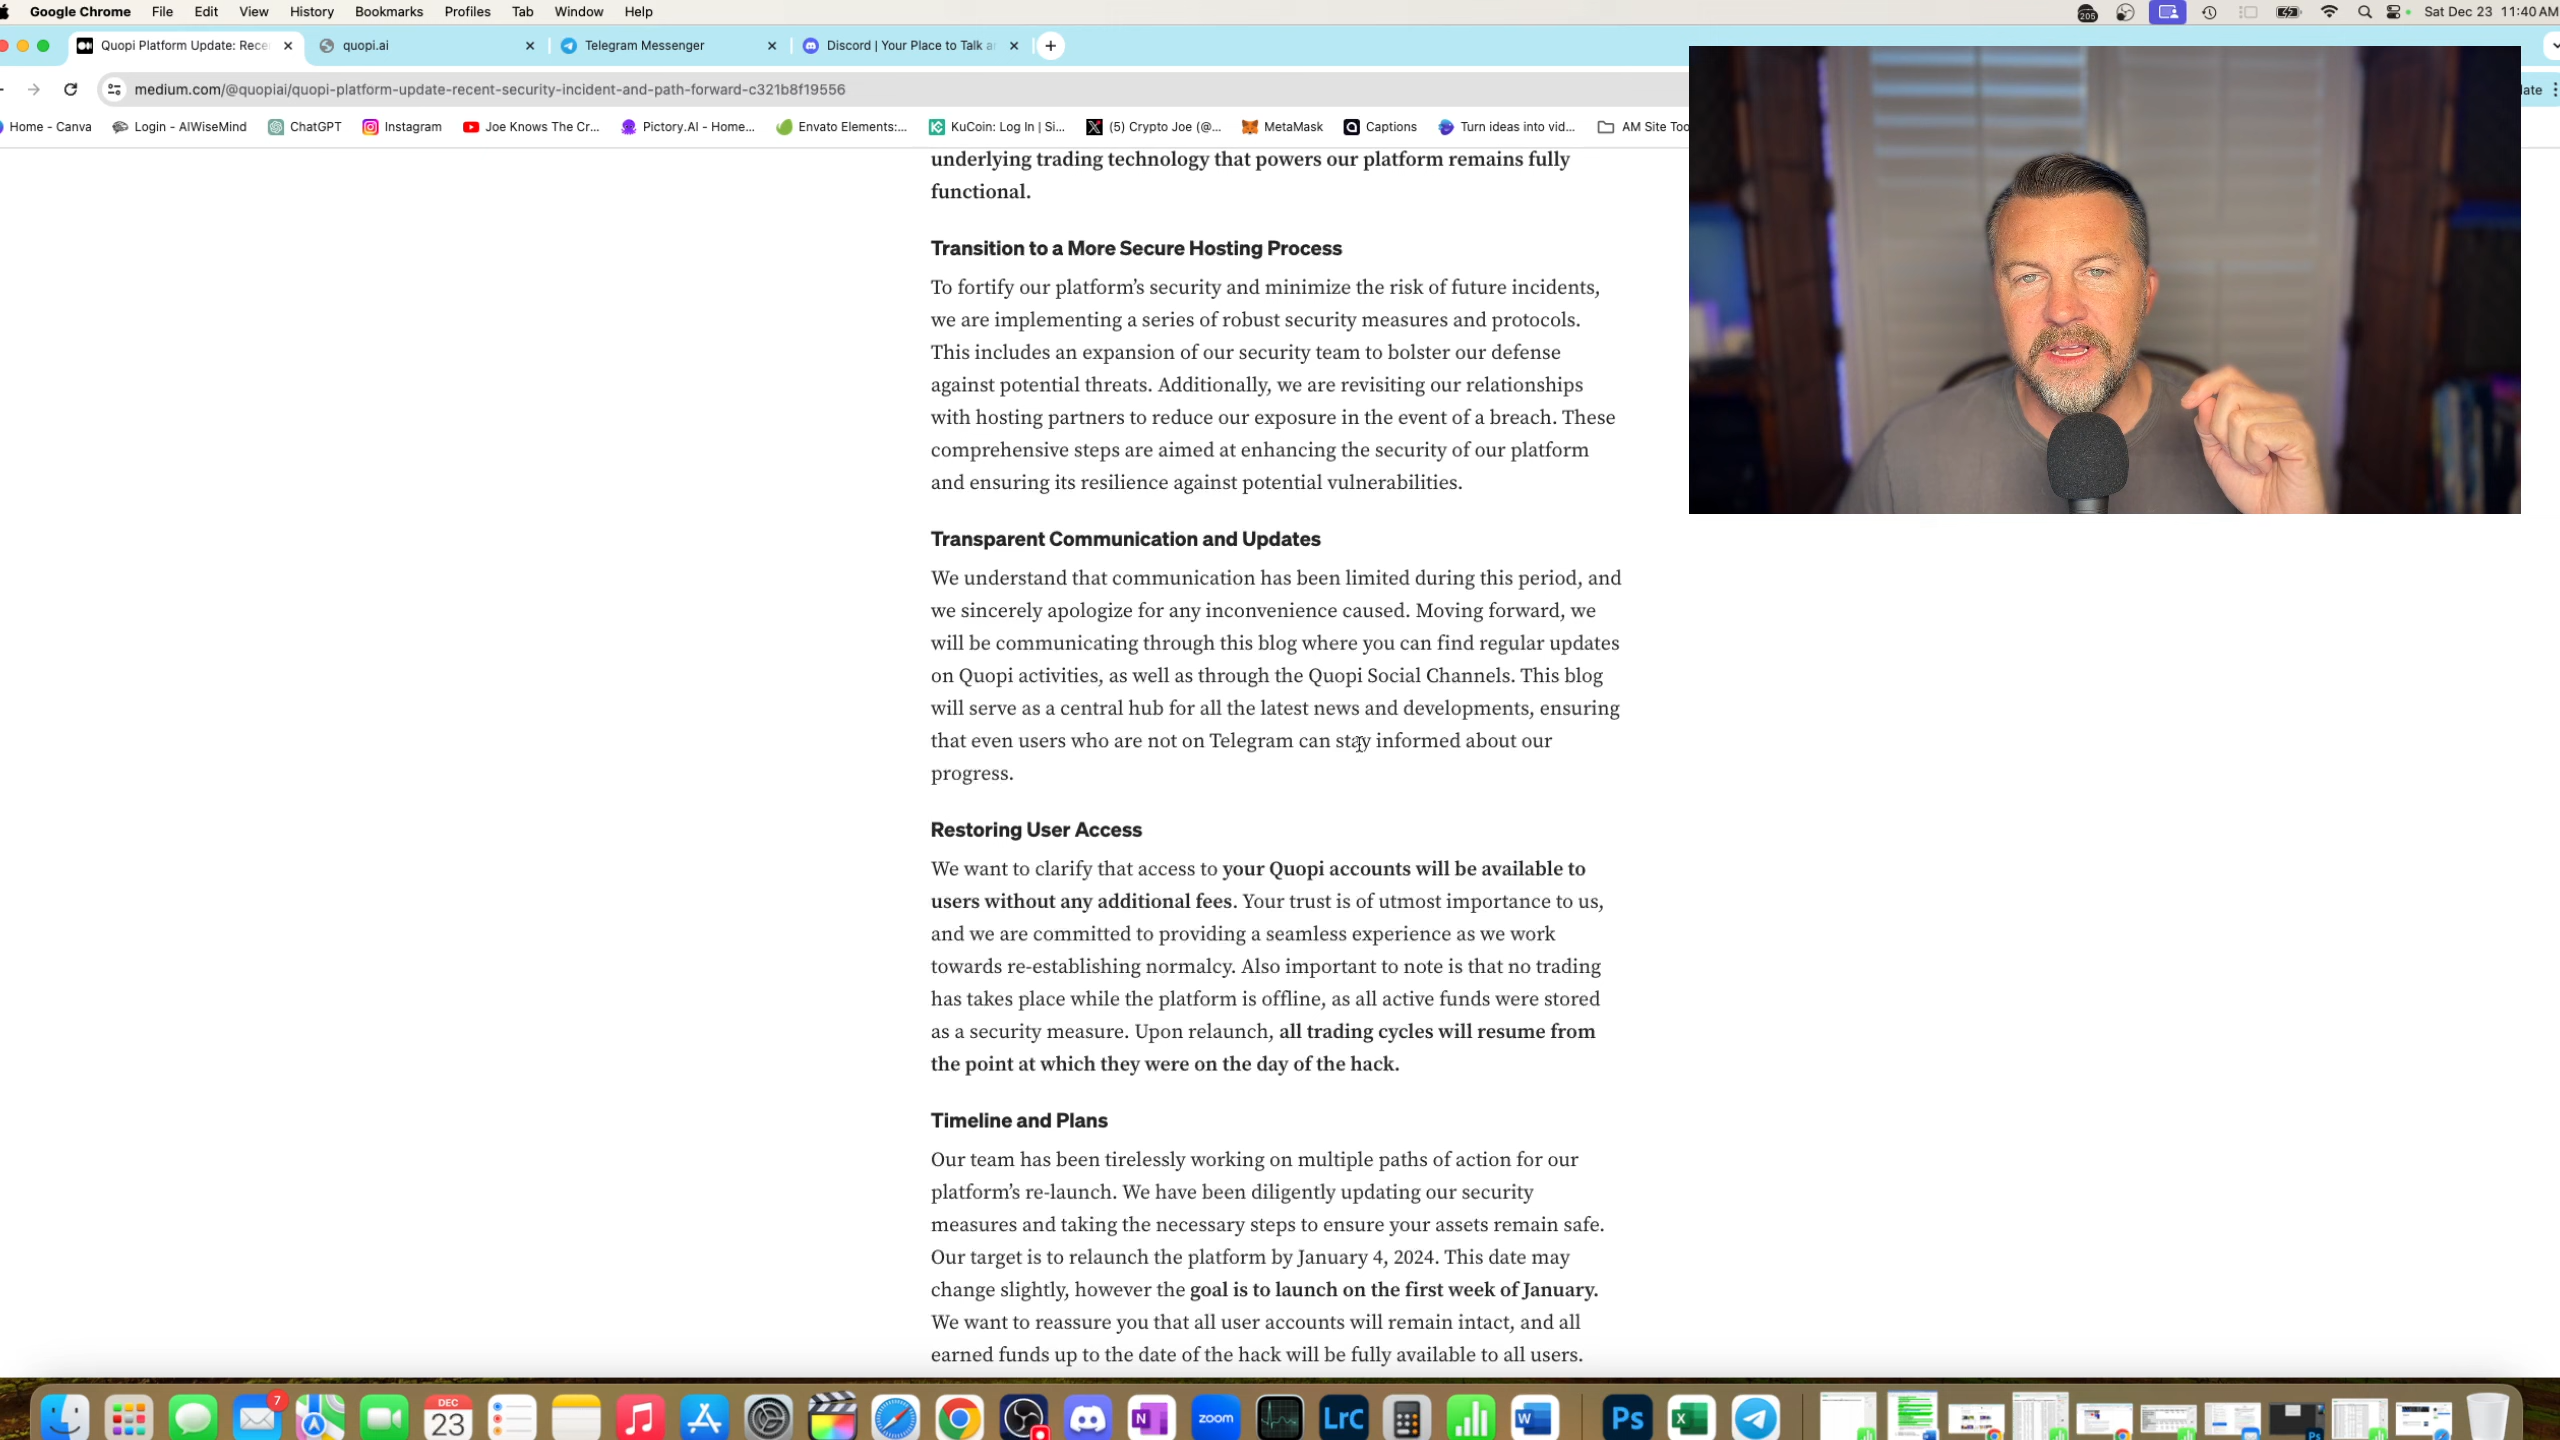 Google Chrome File Edit View History Bookmarks Profiles Tab Window Help 205 Sat Dec 23 11:40 AM
Quopi Platform Update: Rece quopi.ai Telegram Messenger Discord | Your Place to Talk a
medium.com/@quopiai/quopi-platform-update-recent-security-incident-and-path-forward-c321b8f19556
Home - Canva Login - AIWiseMind ChatGPT Instagram Joe Knows The Cr... Pictory.AI - Home... Envato Elements:... KuCoin: Log In | Si... (5) Crypto Joe (@... MetaMask Captions Turn ideas into vid... AM Site Too
underlying trading technology that powers our platform remains fully
functional.
Transition to a More Secure Hosting Process
To fortify our platform’s security and minimize the risk of future incidents,
we are implementing a series of robust security measures and protocols.
This includes an expansion of our security team to bolster our defense
against potential threats. Additionally, we are revisiting our relationships
with hosting partners to reduce our exposure in the event of a breach. These
comprehensive steps are aimed at enhancing the security of our platform
and ensuring its resilience against potential vulnerabilities.
Transparent Communication and Updates
We understand that communication has been limited during this period, and
we sincerely apologize for any inconvenience caused. Moving forward, we
will be communicating through this blog where you can find regular updates
on Quopi activities, as well as through the Quopi Social Channels. This blog
will serve as a central hub for all the latest news and developments, ensuring
that even users who are not on Telegram can stay informed about our
progress.
Restoring User Access
We want to clarify that access to your Quopi accounts will be available to
users without any additional fees. Your trust is of utmost importance to us,
and we are committed to providing a seamless experience as we work
towards re-establishing normalcy. Also important to note is that no trading
has takes place while the platform is offline, as all active funds were stored
as a security measure. Upon relaunch, all trading cycles will resume from
the point at which they were on the day of the hack.
Timeline and Plans
Our team has been tirelessly working on multiple paths of action for our
platform’s re-launch. We have been diligently updating our security
measures and taking the necessary steps to ensure your assets remain safe.
Our target is to relaunch the platform by January 4, 2024. This date may
change slightly, however the goal is to launch on the first week of January.
We want to reassure you that all user accounts will remain intact, and all
earned funds up to the date of the hack will be fully available to all users.
7 DEC 23 N zoom LrC W Ps X